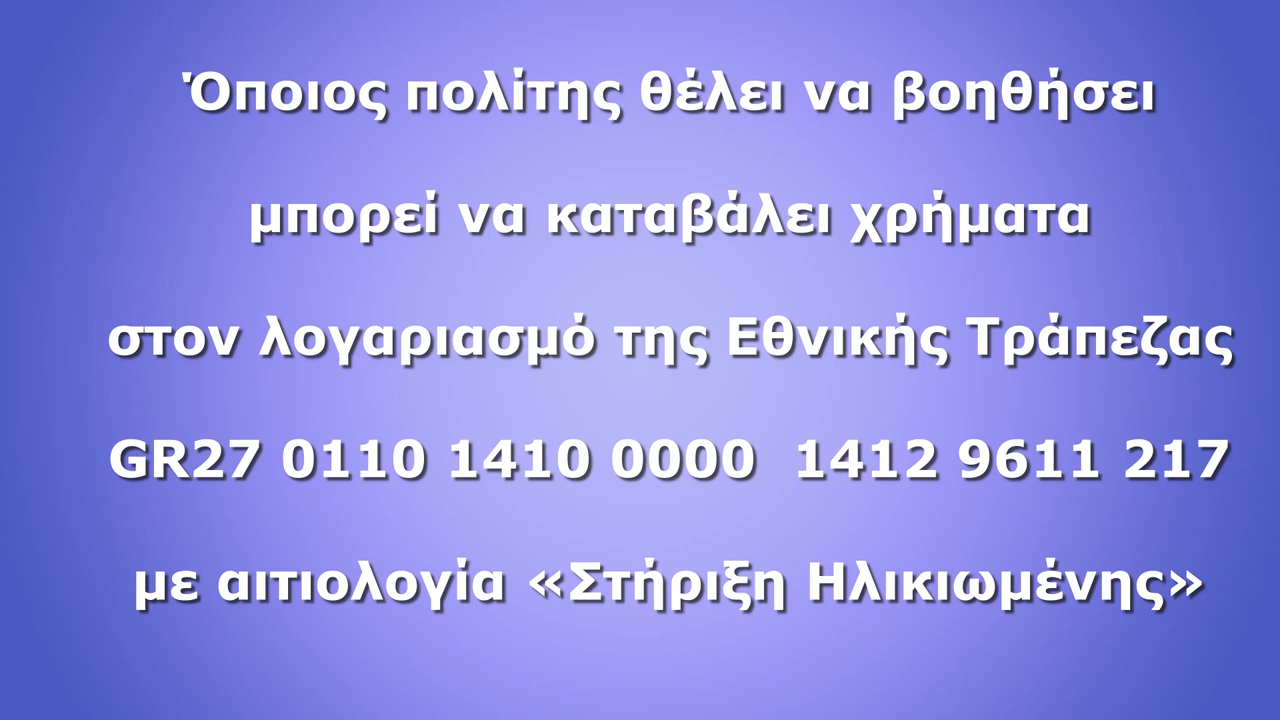 Όποιος πολίτης θέλει να βοηθήσει
μπορεί να καταβάλει χρήματα
στον λογαριασμό της Εθνικής Τράπεζας
GR27 0110 1410 0000  1412 9611 217
με αιτιολογία «Στήριξη Ηλικιωμένης»